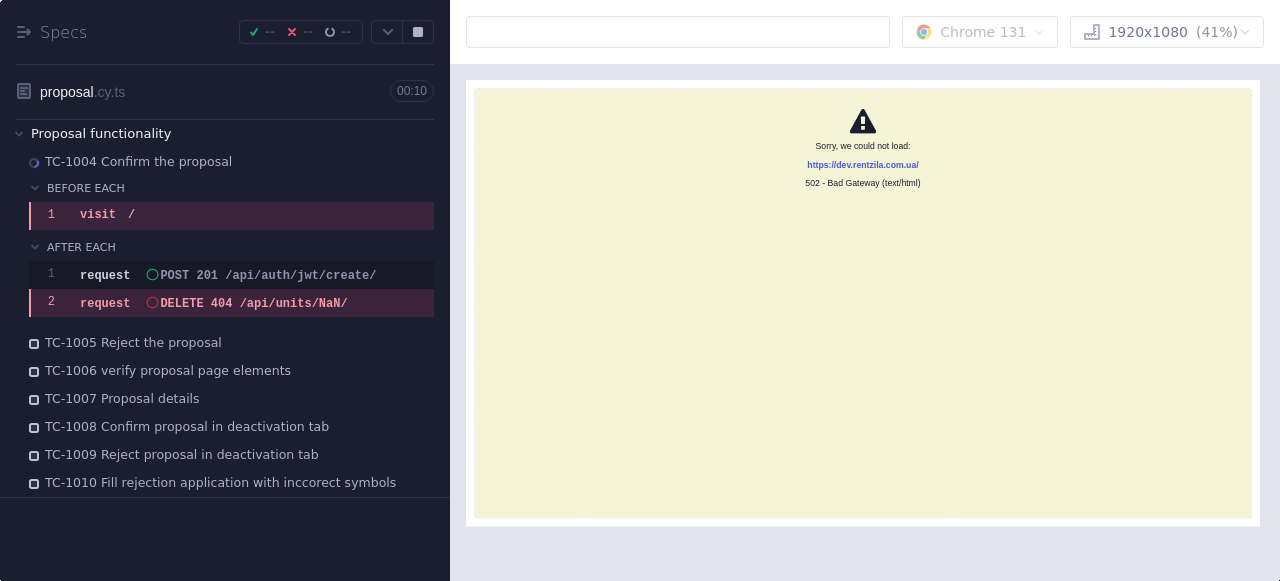 Specs
-- -- --
proposal.cy.ts 00:10
Proposal functionality
TC-1004 Confirm the proposal
BEFORE EACH
1 visit /
AFTER EACH
1 request POST 201 /api/auth/jwt/create/
2 request DELETE 404 /api/units/NaN/
TC-1005 Reject the proposal
TC-1006 verify proposal page elements
TC-1007 Proposal details
TC-1008 Confirm proposal in deactivation tab
TC-1009 Reject proposal in deactivation tab
TC-1010 Fill rejection application with inccorect symbols
Chrome 131
1920x1080 (41%)
Sorry, we could not load:
https://dev.rentzila.com.ua/
502 - Bad Gateway (text/html)